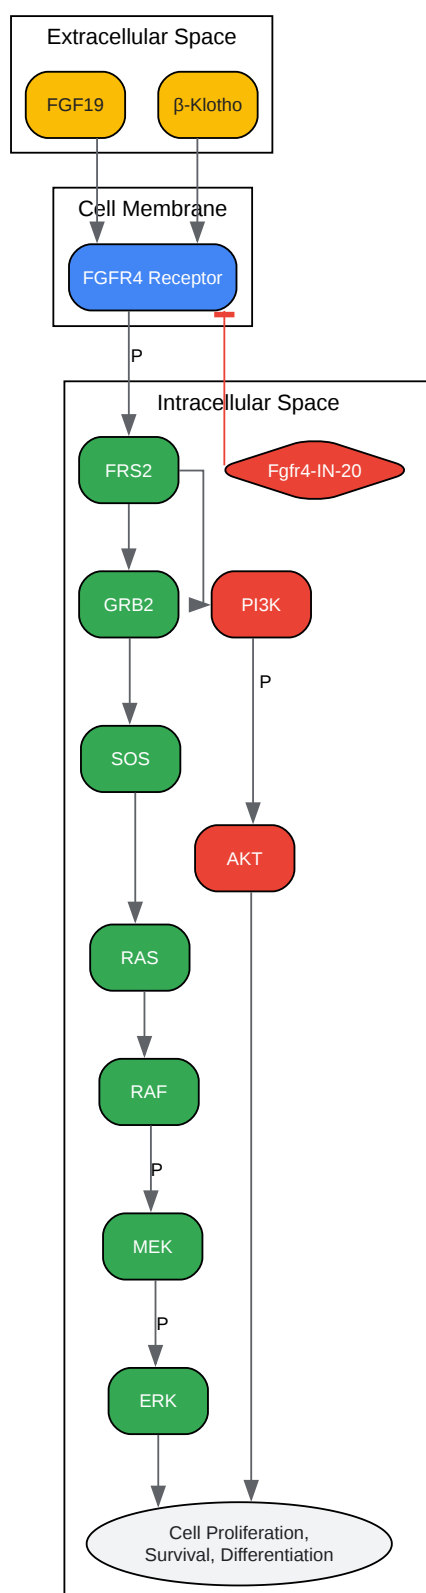 Extracellular Space
FGF19
β-Klotho
Cell Membrane
FGFR4 Receptor
P
Intracellular Space
FRS2
Fgfr4-IN-20
GRB2
PI3K
P
SOS
AKT
RAS
RAF
P
MEK
P
ERK
Cell Proliferation,
Survival, Differentiation